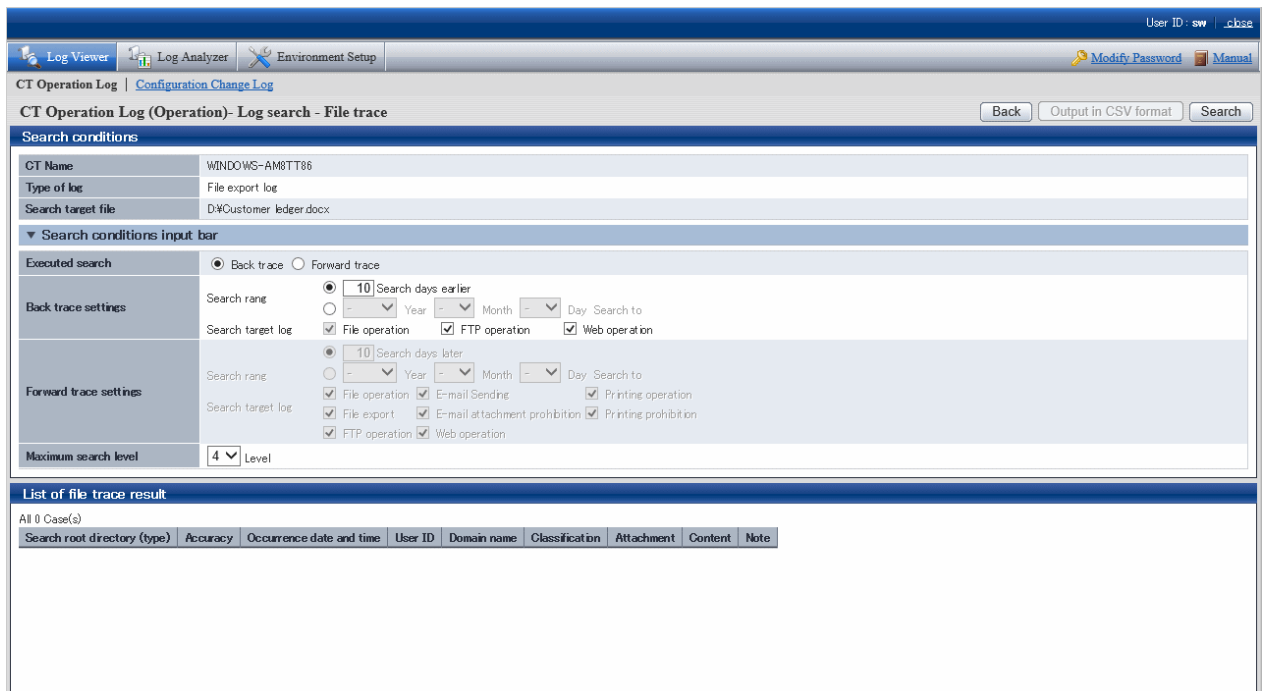 User ID : sw | close
Log Viewer Log Analyzer Environment Setup Modify Password Manual
CT Operation Log | Configuration Change Log
CT Operation Log (Operation)- Log search - File trace Back Output in CSV format Search
Search conditions
CT Name WINDOWS-AM8TT86
Type of log File export log
Search target file D:¥Customer ledger.docx
▼ Search conditions input bar
Executed search Back trace Forward trace
Back trace settings
Search rang 10 Search days earlier
- Year - Month - Day Search to
Search target log File operation FTP operation Web operation
Forward trace settings
Search rang 10 Search days later
- Year - Month - Day Search to
Search target log File operation E-mail Sending Printing operation
File export E-mail attachment prohibition Printing prohibition
FTP operation Web operation
Maximum search level 4 Level
List of file trace result
All 0 Case(s)
Search root directory (type) Accuracy Occurrence date and time User ID Domain name Classification Attachment Content Note